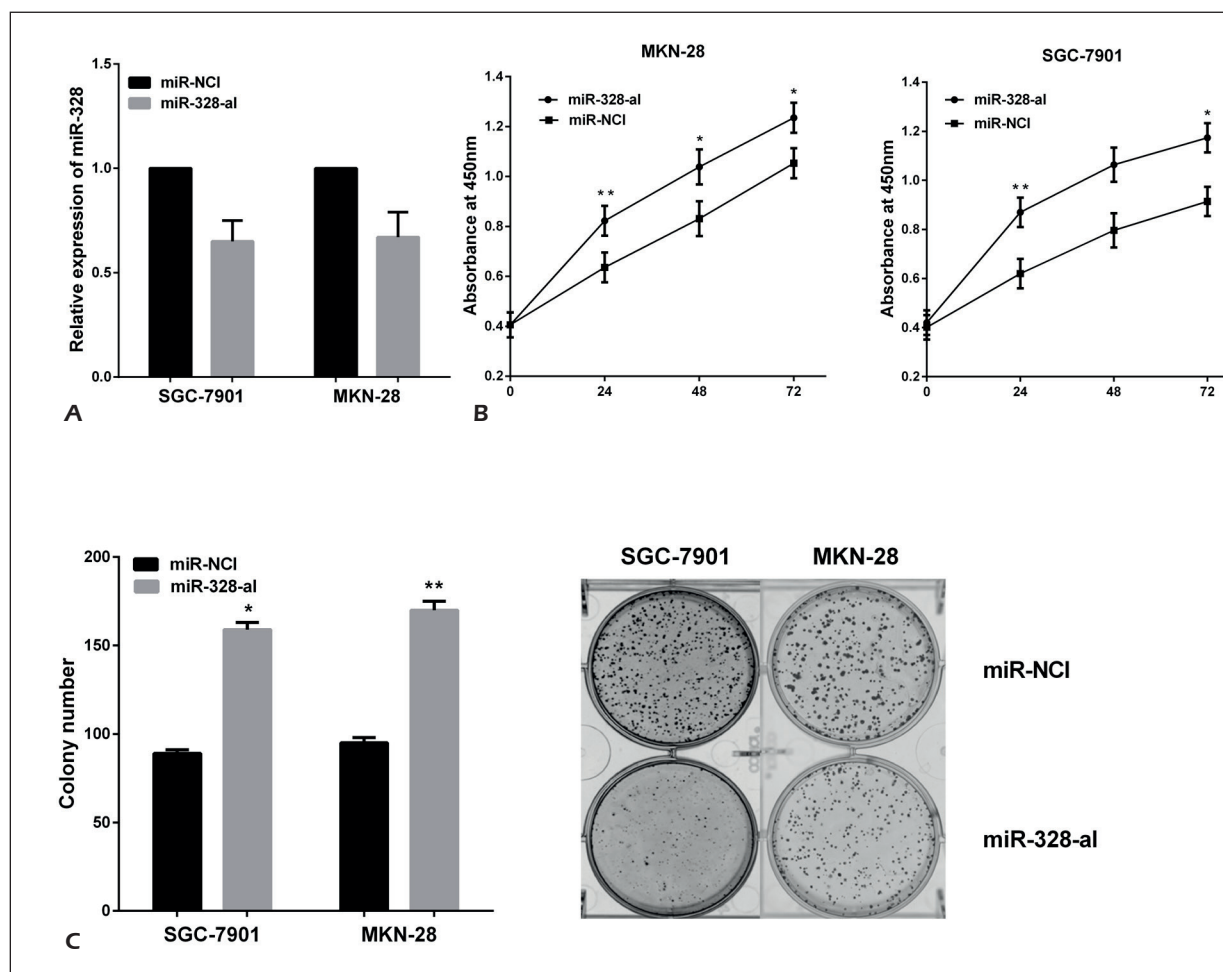 1.5
miR-NCI
miR-328-aI
1.0
0.5
0.0
Relative expression of miR-328
SGC-7901 MKN-28
A
MKN-28
1.4
miR-328-aI
miR-NCI
1.2
1.0
0.8
0.6
0.4
0.2
* *
*
*
Absorbance at 450nm
0 24 48 72
B
SGC-7901
1.4
miR-328-aI
miR-NCI
1.2
1.0
0.8
0.6
0.4
0.2
* *
*
Absorbance at 450nm
0 24 48 72
200
miR-NCI
miR-328-aI
150
100
50
0
*
**
Colony number
SGC-7901 MKN-28
C
SGC-7901 MKN-28
miR-NCI
miR-328-aI